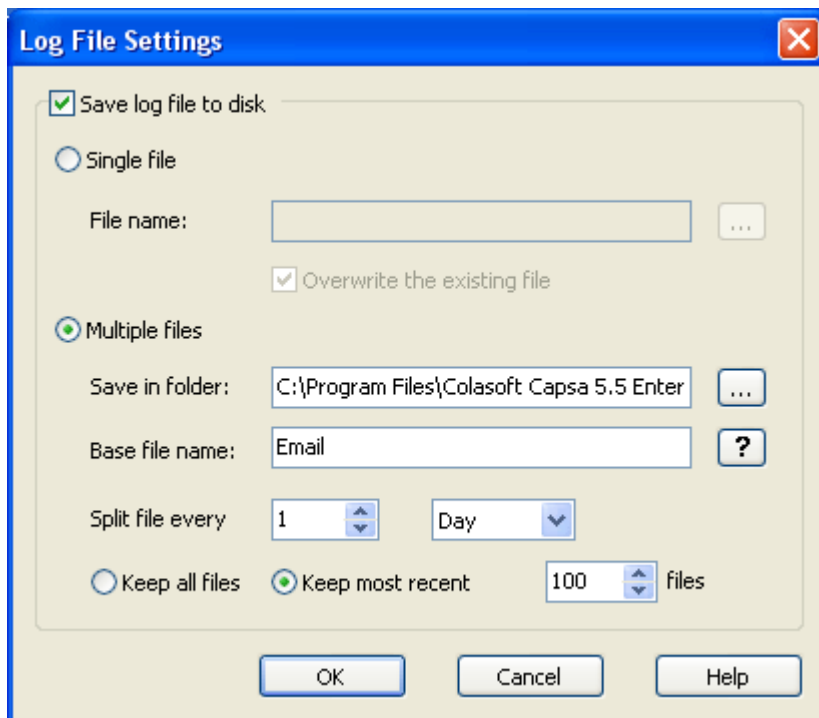 Log File Settings
Save log file to disk
Single file
File name:
...
Overwrite the existing file
Multiple files
Save in folder: C:\Program Files\Colasoft Capsa 5.5 Enter ...
Base file name: Email ?
Split file every 1 Day
Keep all files Keep most recent 100 files
OK Cancel Help